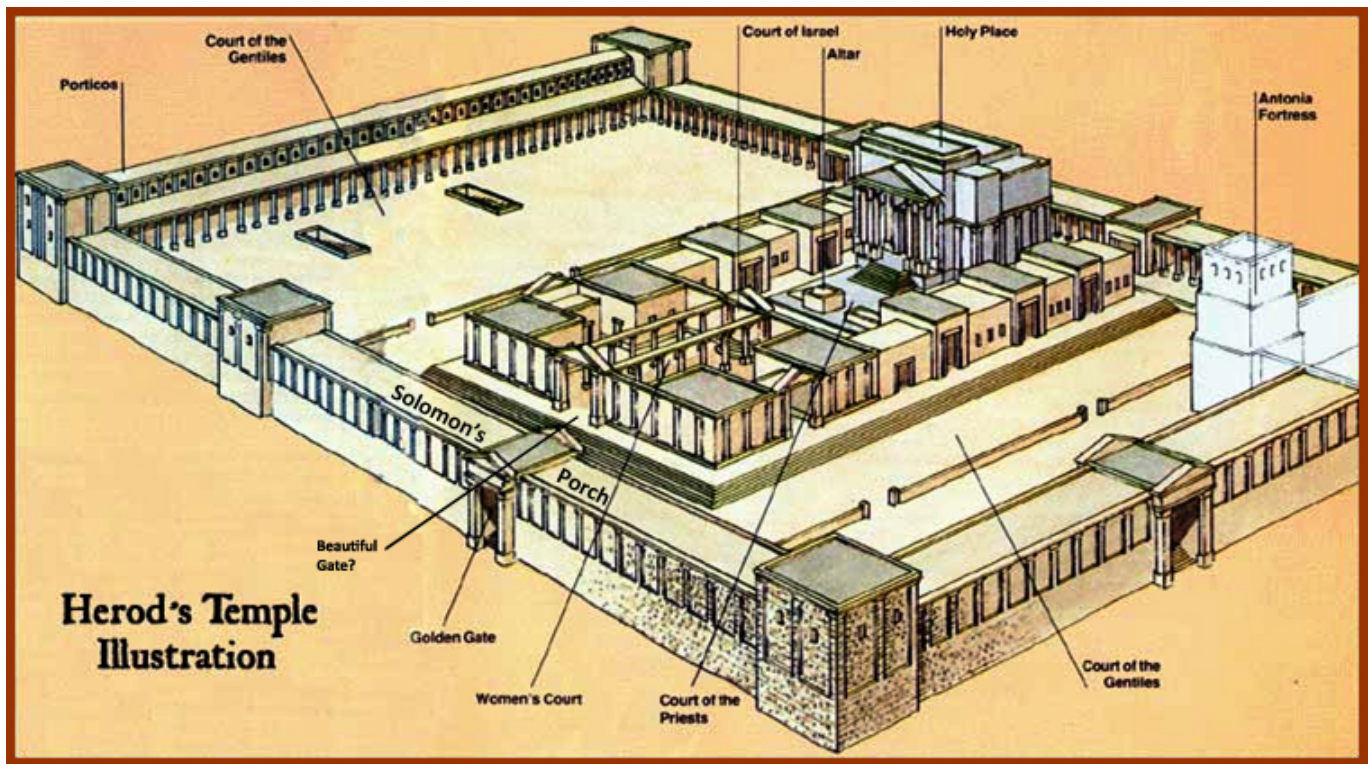 Court of the
Gentiles
Porticos
Court of Israel
Altar
Holy Place
Antonia
Fortress
Solomon's
Porch
Beautiful
Gate?
Golden Gate
Women's Court
Court of the
Priests
Court of the
Gentiles
Herod's Temple
Illustration